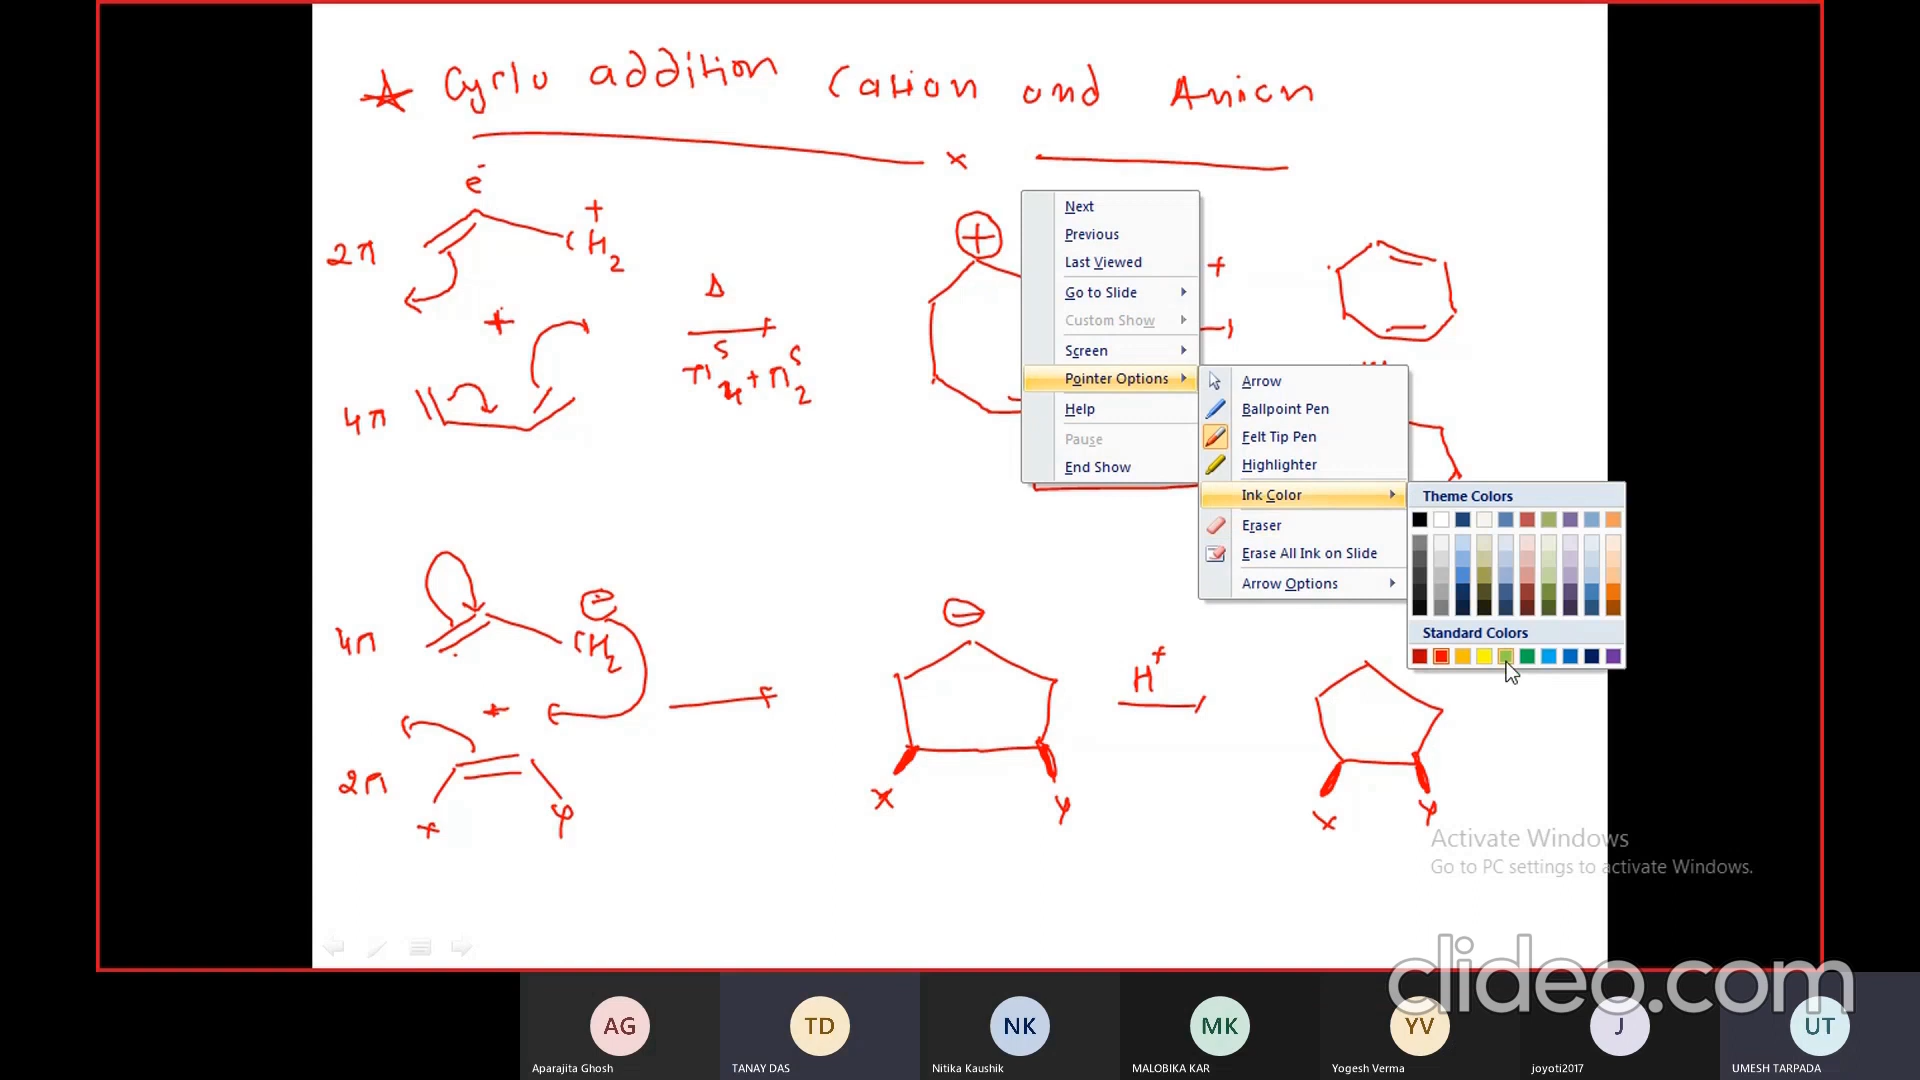 Cyclo addition Cation and Anion
x
e-
2π
CH2
+
+
Δ
π4s + π2s
4π
+
+
Next
Previous
Last Viewed
Go to Slide
Custom Show
Screen
Pointer Options
Help
Pause
End Show
Arrow
Ballpoint Pen
Felt Tip Pen
Highlighter
Ink Color
Eraser
Erase All Ink on Slide
Arrow Options
Theme Colors
Standard Colors
4π
CH2
-
+
2π
x
y
-
X
y
H+
X
y
Activate Windows
Go to PC settings to activate Windows.
clideo.com
AG
TD
NK
MK
YV
J
UT
Aparajita Ghosh
TANAY DAS
Nitika Kaushik
MALOBIKA KAR
Yogesh Verma
joyoti2017
UMESH TARPADA